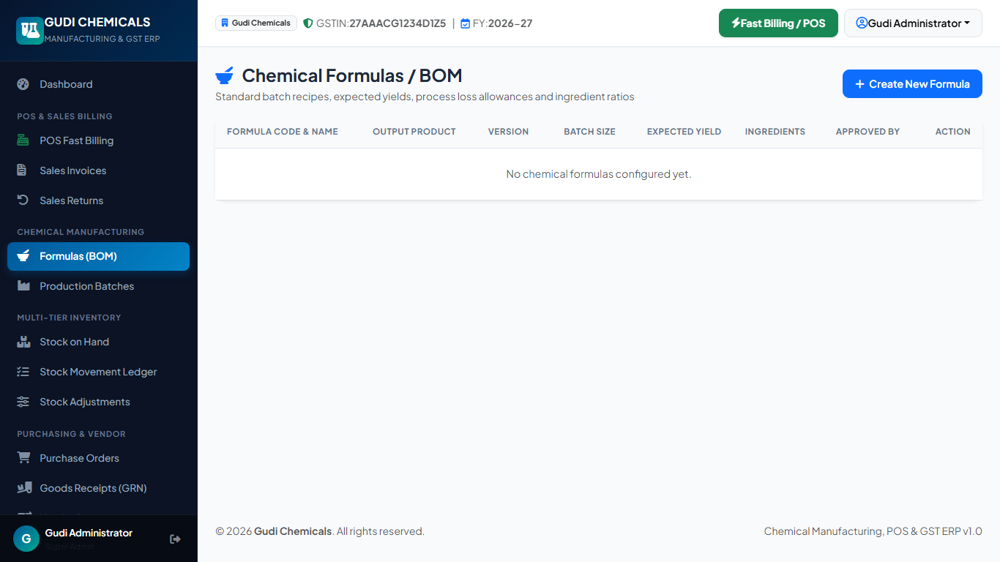 GUDI CHEMICALS
MANUFACTURING & GST ERP
Dashboard
POS & SALES BILLING
POS Fast Billing
Sales Invoices
Sales Returns
CHEMICAL MANUFACTURING
Formulas (BOM)
Production Batches
MULTI-TIER INVENTORY
Stock on Hand
Stock Movement Ledger
Stock Adjustments
PURCHASING & VENDOR
Purchase Orders
Goods Receipts (GRN)
G
Gudi Administrator
Super Admin
Gudi Chemicals GSTIN:27AAACG1234D1Z5 | FY:2026-27
Fast Billing / POS
Gudi Administrator
Chemical Formulas / BOM
Standard batch recipes, expected yields, process loss allowances and ingredient ratios
Create New Formula
FORMULA CODE & NAME OUTPUT PRODUCT VERSION BATCH SIZE EXPECTED YIELD INGREDIENTS APPROVED BY ACTION
No chemical formulas configured yet.
© 2026 Gudi Chemicals. All rights reserved.
Chemical Manufacturing, POS & GST ERP v1.0